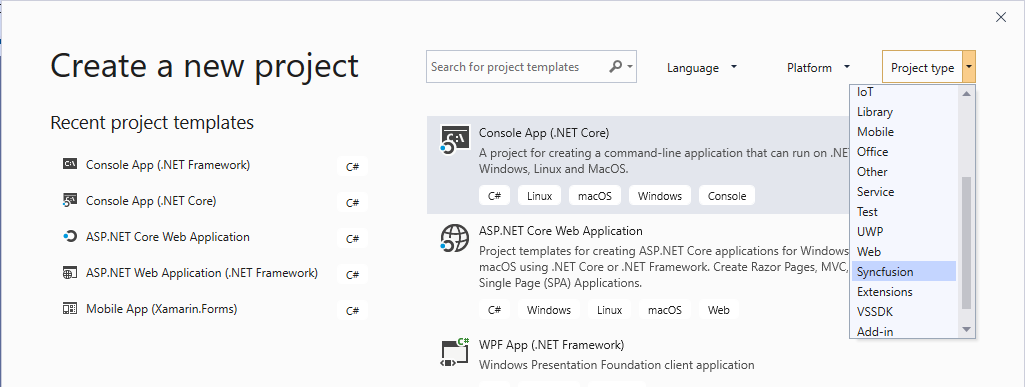 Create a new project
Search for project templates
Language
Platform
Project type
Recent project templates
Console App (.NET Framework) C#
Console App (.NET Core) C#
ASP.NET Core Web Application C#
ASP.NET Web Application (.NET Framework) C#
Mobile App (Xamarin.Forms) C#
Console App (.NET Core)
A project for creating a command-line application that can run on .NET
Windows, Linux and MacOS.
C# Linux macOS Windows Console
ASP.NET Core Web Application
Project templates for creating ASP.NET Core applications for Windows
macOS using .NET Core or .NET Framework. Create Razor Pages, MVC,
Single Page (SPA) Applications.
C# Windows Linux macOS Web
WPF App (.NET Framework)
Windows Presentation Foundation client application
IoT
Library
Mobile
Office
Other
Service
Test
UWP
Web
Syncfusion
Extensions
VSSDK
Add-in